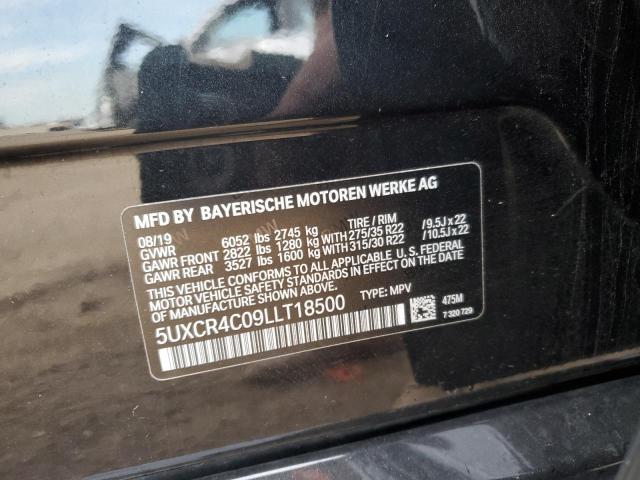 MFD BY BAYERISCHE MOTOREN WERKE AG
08/19 TIRE / RIM
GVWR 6052 lbs 2745 kg
GAWR FRONT 2822 lbs 1280 kg WITH 275/35 R22 / 9.5J x 22
GAWR REAR 3527 lbs 1600 kg WITH 315/30 R22 / 10.5J x 22
THIS VEHICLE CONFORMS TO ALL APPLICABLE U.S. FEDERAL
MOTOR VEHICLE SAFETY STANDARDS IN EFFECT ON THE DATE
OF MANUFACTURE SHOWN ABOVE.
5UXCR4C09LLT18500 TYPE: MPV
475M
7 320 729